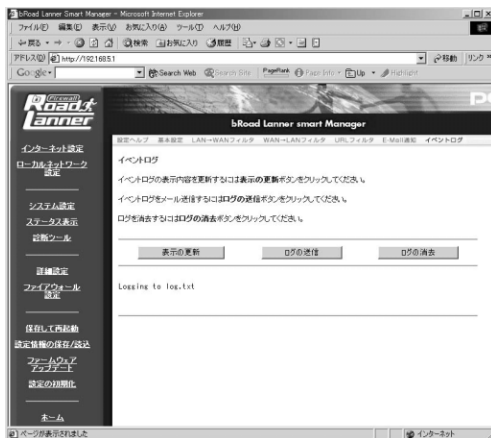 bRoad Lanner Smart Manager - Microsoft Internet Explorer
ファイル(F) 編集(E) 表示(V) お気に入り(A) ツール(T) ヘルプ(H)
戻る 検索 お気に入り 履歴
アドレス(D) http://192.168.5.1 移動 リンク
Google Search Web Search Site PageRank Page Info Up Highlight
Firewall
Road
Lanner
bRoad Lanner smart Manager
設定ヘルプ 基本設定 LAN→WANフィルタ WAN→LANフィルタ URLフィルタ E-Mail通知 イベントログ
インターネット設定
ローカルネットワーク
設定
システム設定
ステータス表示
診断ツール
詳細設定
ファイアウォール
設定
保存して再起動
設定情報の保存/読込
ファームウェア
アップデート
設定の初期化
ホーム
イベントログ
イベントログの表示内容を更新するには表示の更新ボタンをクリックしてください。
イベントログをメール送信するにはログの送信ボタンをクリックしてください。
ログを消去するにはログの消去ボタンをクリックしてください。
表示の更新 ログの送信 ログの消去
Logging to log.txt
ページが表示されました インターネット